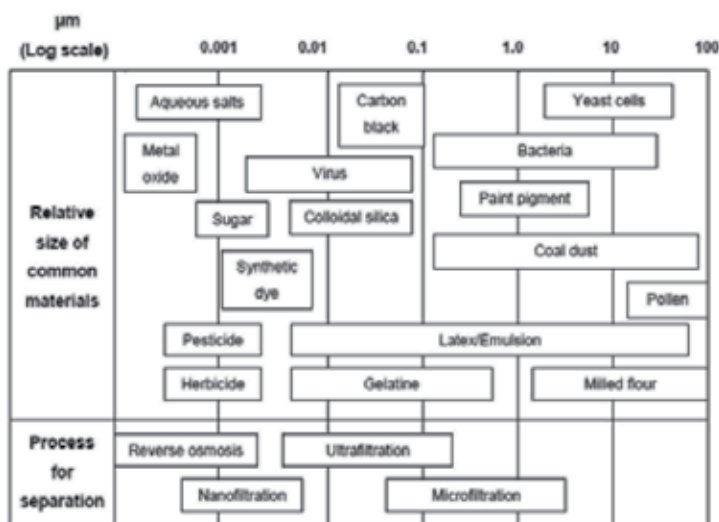 µm
(Log scale) 0.001 0.01 0.1 1.0 10 100
Aqueous salts
Carbon
black
Yeast cells
Metal
oxide
Virus
Bacteria
Paint pigment
Sugar
Colloidal silica
Relative
size of
common
materials
Synthetic
dye
Coal dust
Pollen
Pesticide
Latex/Emulsion
Herbicide
Gelatine
Milled flour
Process
for
separation
Reverse osmosis
Ultrafiltration
Nanofiltration
Microfiltration